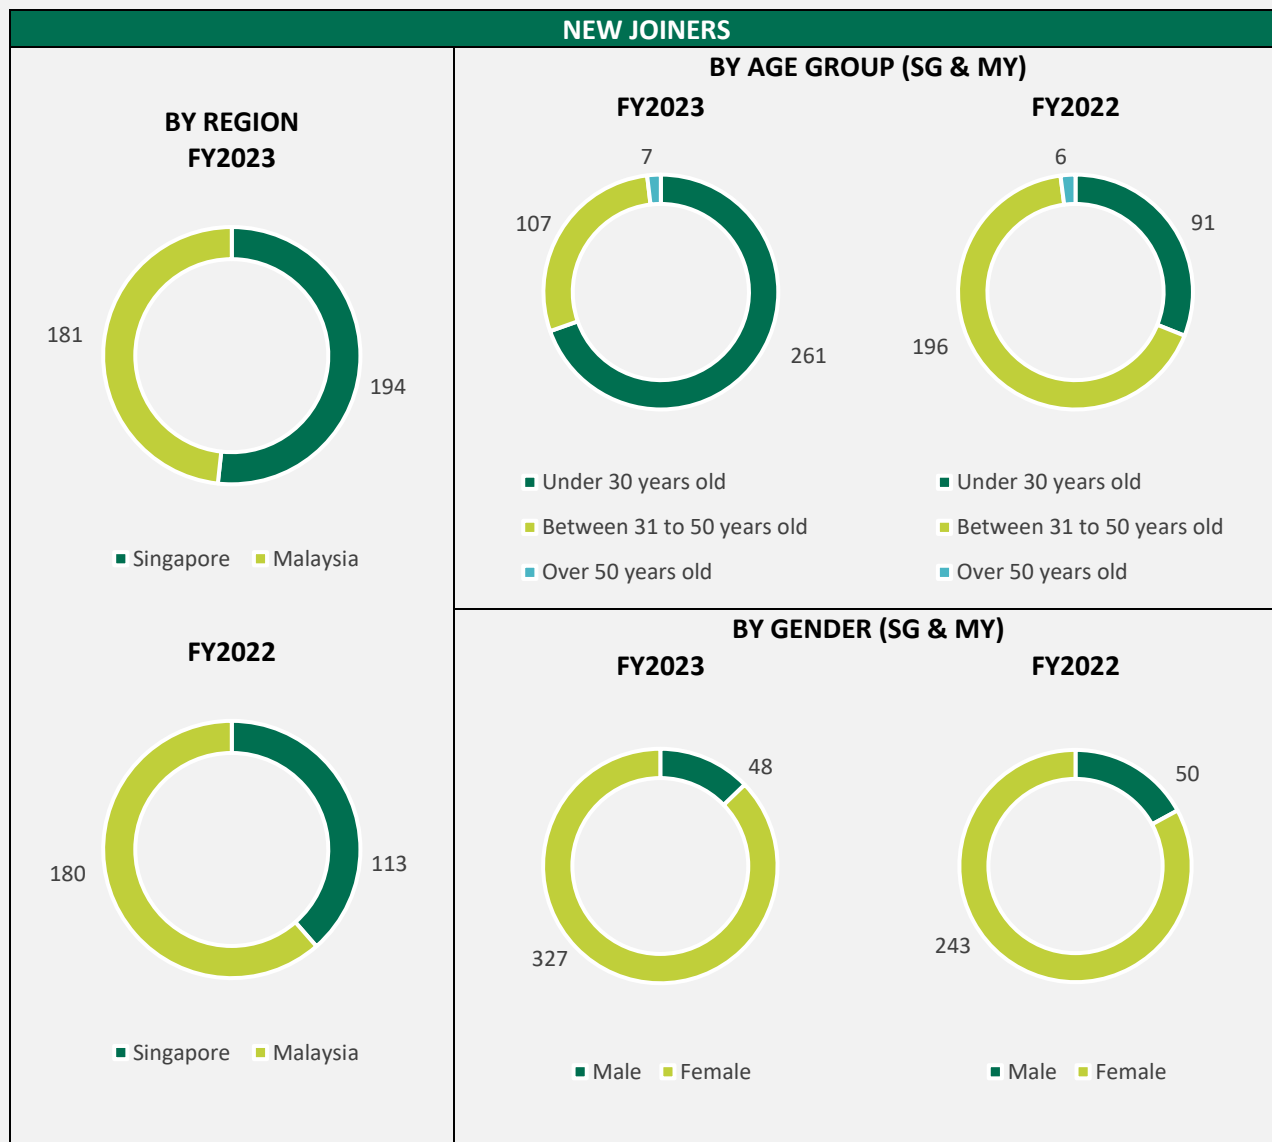 NEW JOINERS
BY REGION
FY2023
181
194
Singapore Malaysia
FY2022
180
113
Singapore Malaysia
BY AGE GROUP (SG & MY)
FY2023
7
107
261
Under 30 years old
Between 31 to 50 years old
Over 50 years old
FY2022
6
91
196
Under 30 years old
Between 31 to 50 years old
Over 50 years old
BY GENDER (SG & MY)
FY2023
48
327
Male Female
FY2022
50
243
Male Female